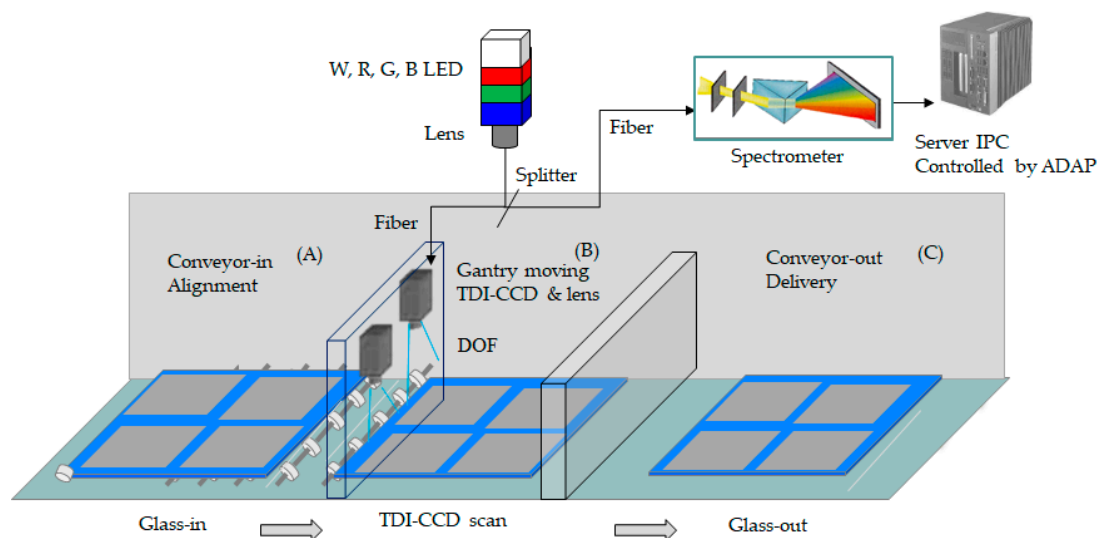 W, R, G, B LED
Lens
Splitter
Fiber
Fiber
Spectrometer
Server IPC
Controlled by ADAP
Conveyor-in
Alignment
(A)
Gantry moving
TDI-CCD & lens
(B)
DOF
Conveyor-out
Delivery
(C)
Glass-in
TDI-CCD scan
Glass-out